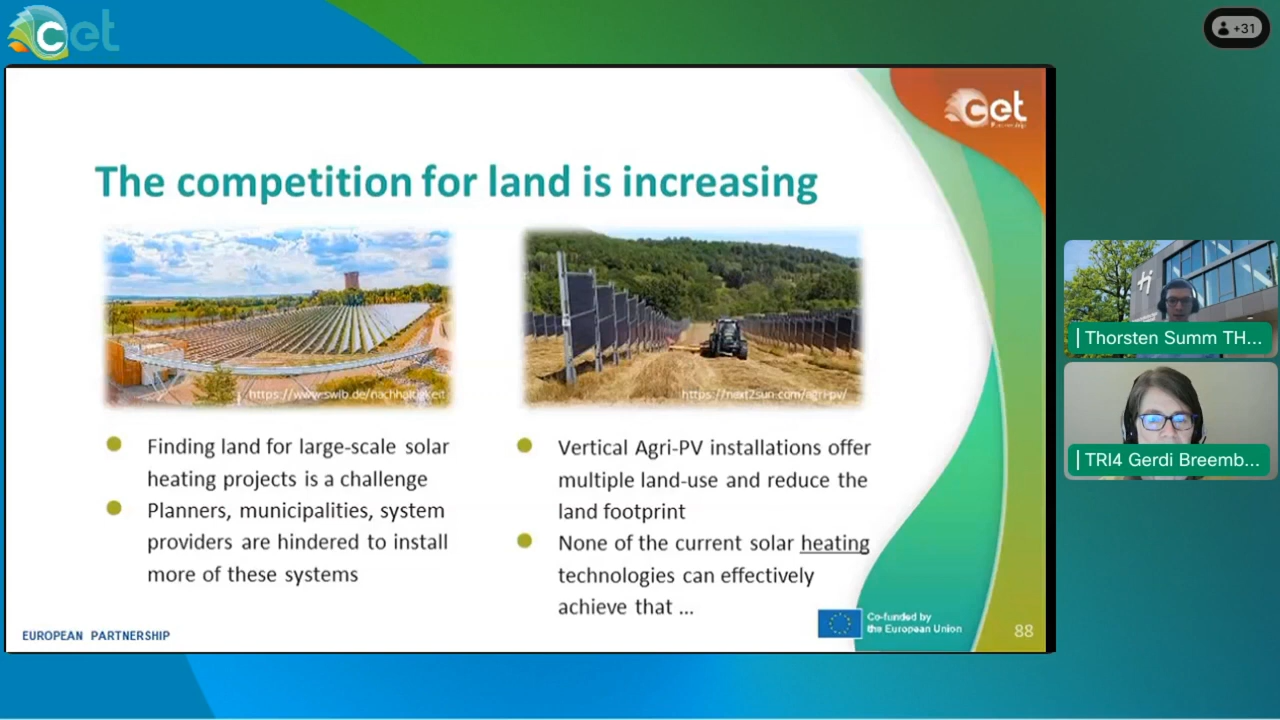 cet
+31
cet
The competition for land is increasing
https://www.swb.de/nachhaltigkeit
https://next2sun.com/agri-pv/
Finding land for large-scale solar
heating projects is a challenge
Planners, municipalities, system
providers are hindered to install
more of these systems
Vertical Agri-PV installations offer
multiple land-use and reduce the
land footprint
None of the current solar heating
technologies can effectively
achieve that ...
EUROPEAN PARTNERSHIP
Co-funded by
the European Union
88
Thorsten Summ TH...
TRI4 Gerdi Breemb...